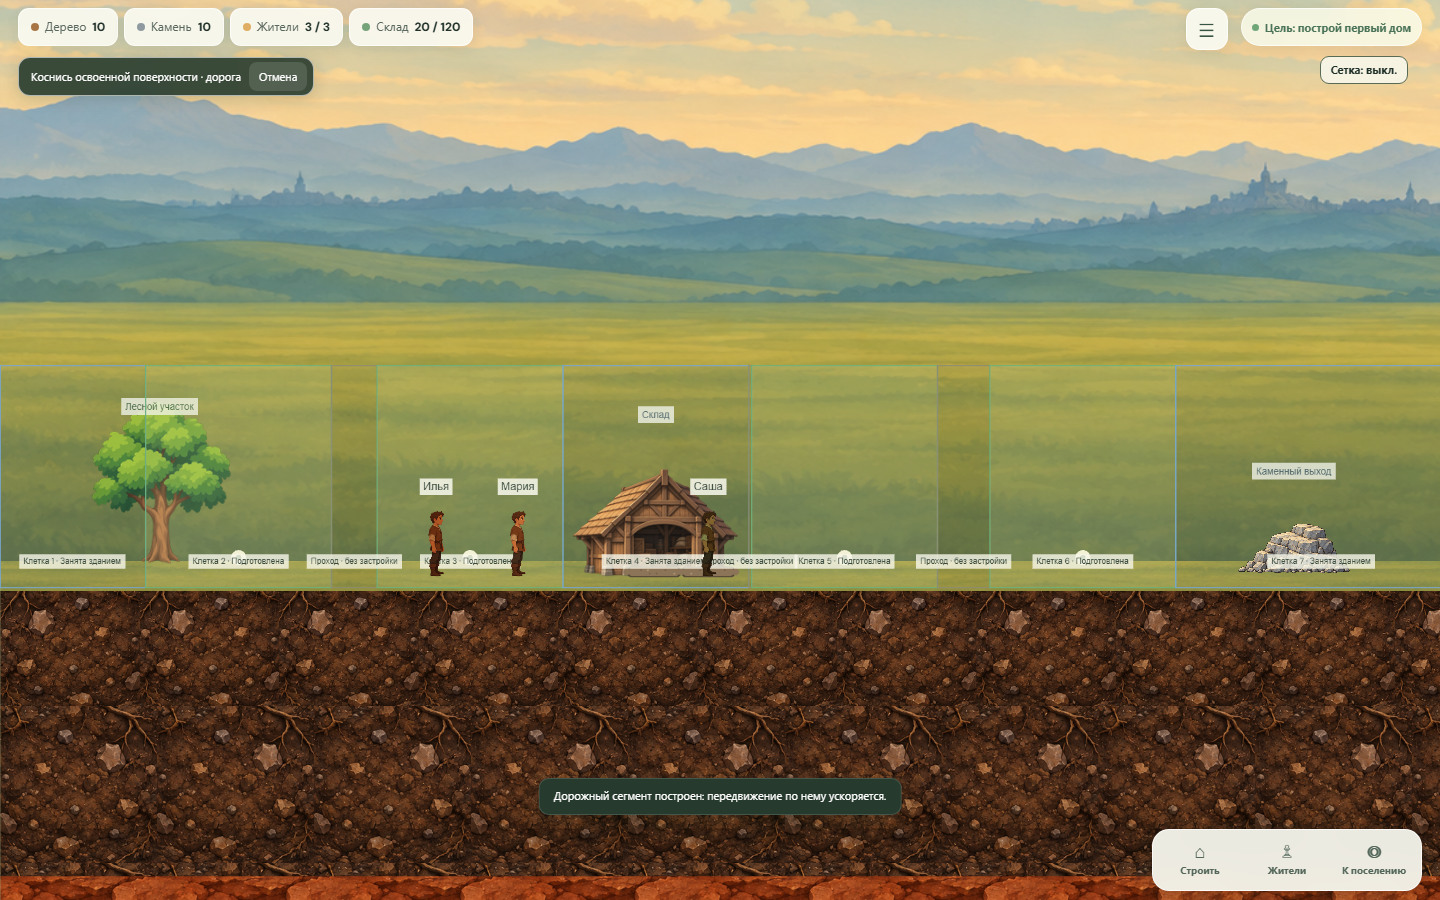 Дерево 10
Камень 10
Жители 3 / 3
Склад 20 / 120
☰
Цель: построй первый дом
Коснись освоенной поверхности · дорога
Отмена
Сетка: выкл.
Лесной участок
Склад
Каменный выход
Илья
Мария
Саша
Клетка 1 · Занята зданием
Клетка 2 · Подготовлена
Проход · без застройки
Клетка 3 · Подготовлена
Клетка 4 · Занята зданием
Проход · без застройки
Клетка 5 · Подготовлена
Проход · без застройки
Клетка 6 · Подготовлена
Клетка 7 · Занята зданием
Дорожный сегмент построен: передвижение по нему ускоряется.
Строить
Жители
К поселению